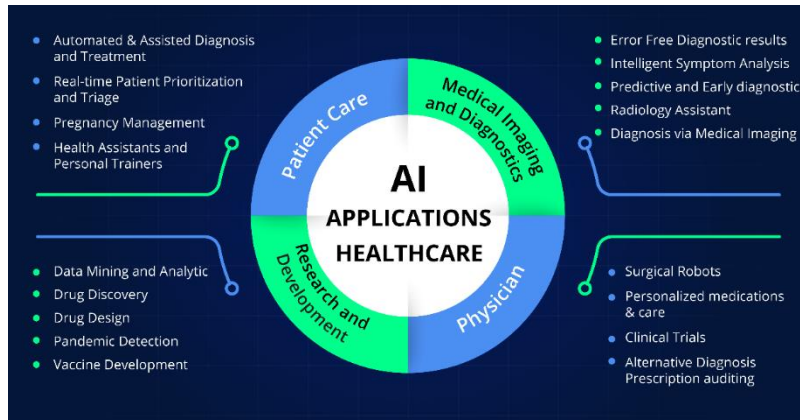 Automated & Assisted Diagnosis
and Treatment
Real-time Patient Prioritization
and Triage
Pregnancy Management
Health Assistants and
Personal Trainers
Patient Care
Medical Imaging
and Diagnostics
Error Free Diagnostic results
Intelligent Symptom Analysis
Predictive and Early diagnostic
Radiology Assistant
Diagnosis via Medical Imaging
AI
APPLICATIONS
HEALTHCARE
Data Mining and Analytic
Drug Discovery
Drug Design
Pandemic Detection
Vaccine Development
Research and
Development
Physician
Surgical Robots
Personalized medications
& care
Clinical Trials
Alternative Diagnosis
Prescription auditing